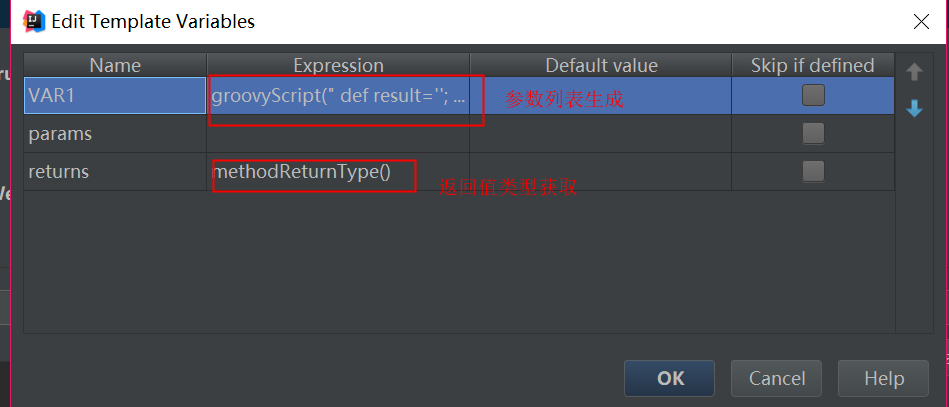 Edit Template Variables
Name Expression Default value Skip if defined
VAR1 groovyScript(" def result=''; ... 参数列表生成
params
returns methodReturnType() 返回值类型获取
OK Cancel Help